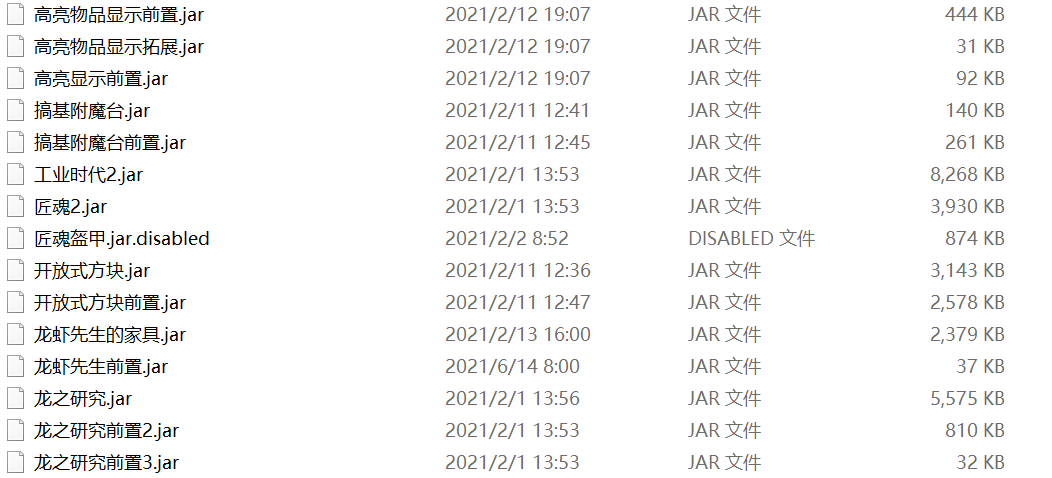 高亮物品显示前置.jar 2021/2/12 19:07 JAR 文件 444 KB
高亮物品显示拓展.jar 2021/2/12 19:07 JAR 文件 31 KB
高亮显示前置.jar 2021/2/12 19:07 JAR 文件 92 KB
搞基附魔台.jar 2021/2/11 12:41 JAR 文件 140 KB
搞基附魔台前置.jar 2021/2/11 12:45 JAR 文件 261 KB
工业时代2.jar 2021/2/1 13:53 JAR 文件 8,268 KB
匠魂2.jar 2021/2/1 13:53 JAR 文件 3,930 KB
匠魂盔甲.jar.disabled 2021/2/2 8:52 DISABLED 文件 874 KB
开放式方块.jar 2021/2/11 12:36 JAR 文件 3,143 KB
开放式方块前置.jar 2021/2/11 12:47 JAR 文件 2,578 KB
龙虾先生的家具.jar 2021/2/13 16:00 JAR 文件 2,379 KB
龙虾先生前置.jar 2021/6/14 8:00 JAR 文件 37 KB
龙之研究.jar 2021/2/1 13:56 JAR 文件 5,575 KB
龙之研究前置2.jar 2021/2/1 13:53 JAR 文件 810 KB
龙之研究前置3.jar 2021/2/1 13:53 JAR 文件 32 KB